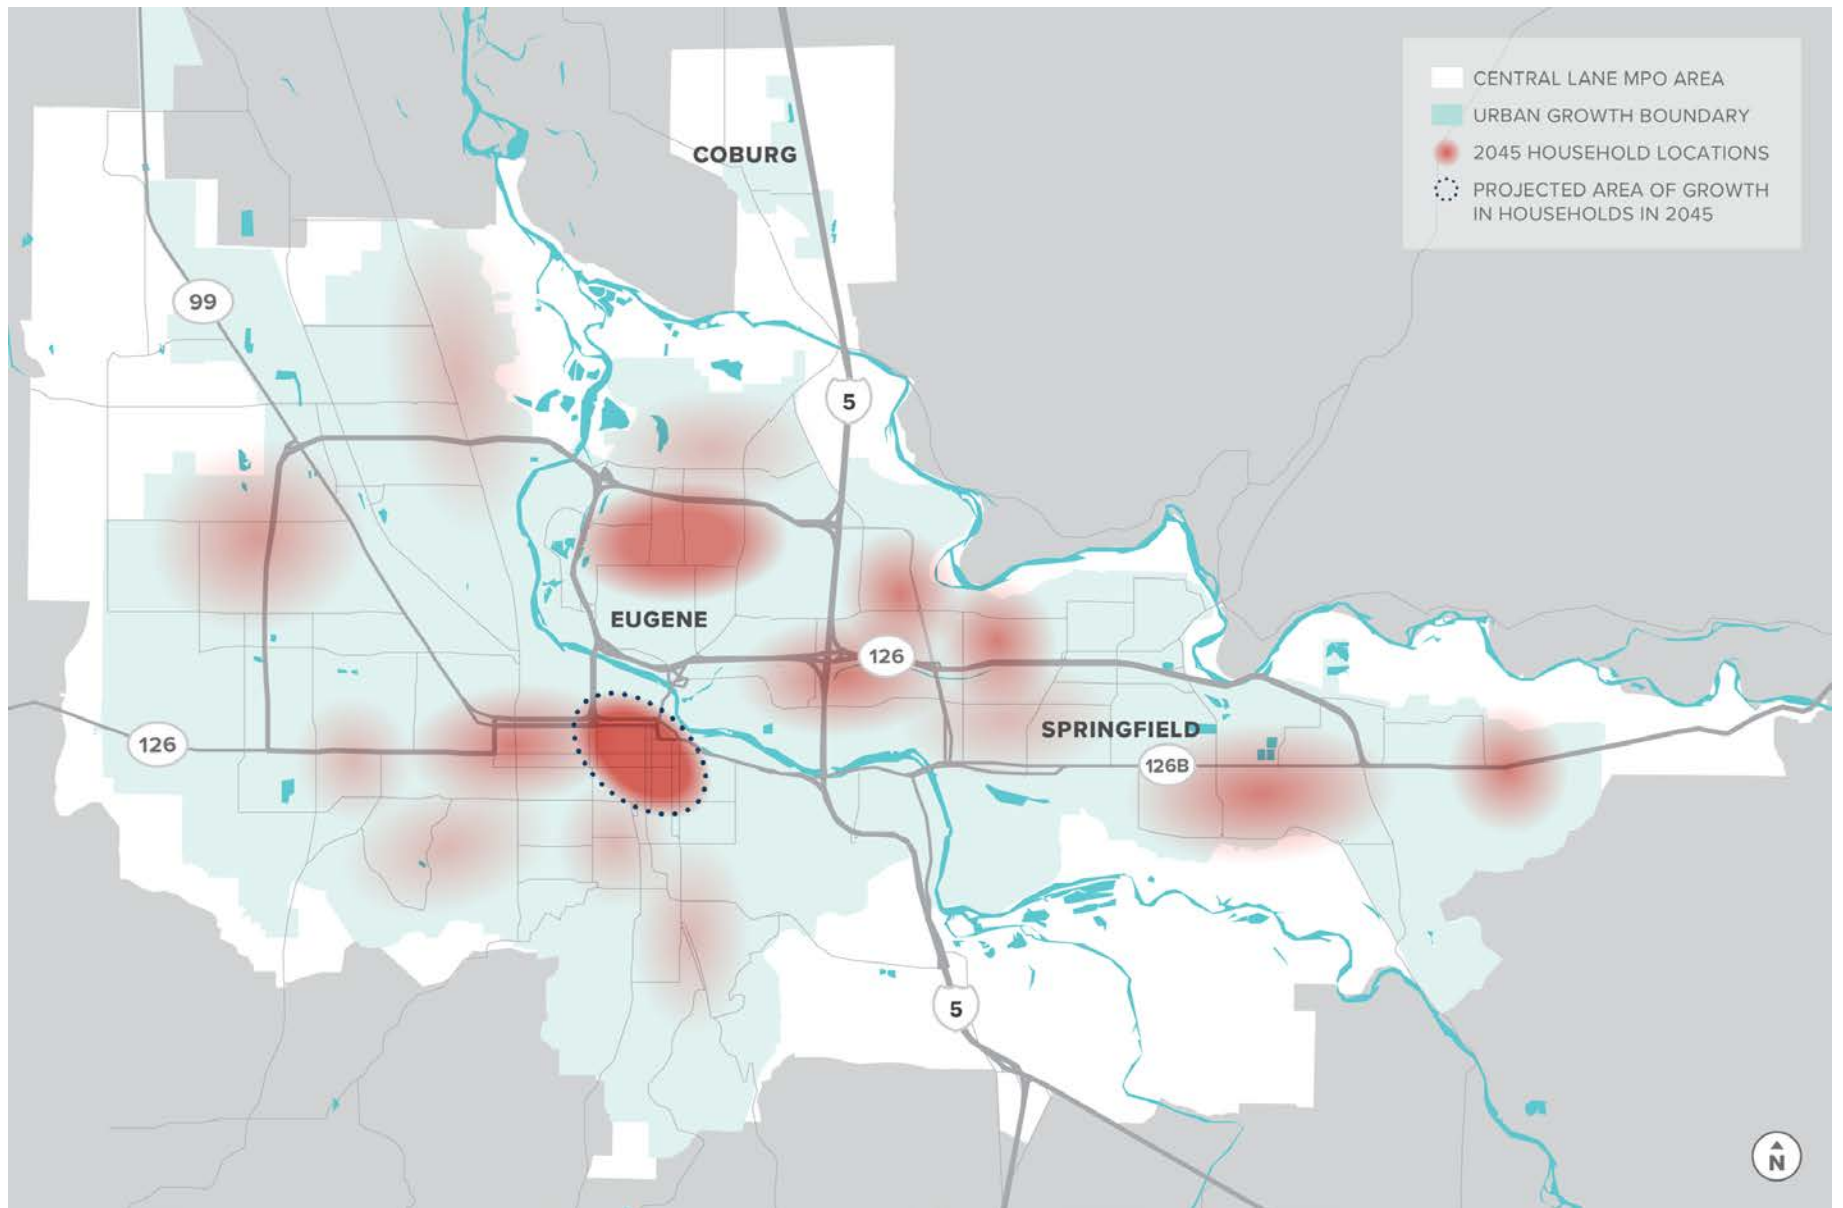 CENTRAL LANE MPO AREA
URBAN GROWTH BOUNDARY
2045 HOUSEHOLD LOCATIONS
PROJECTED AREA OF GROWTH
IN HOUSEHOLDS IN 2045
COBURG
99
5
EUGENE
126
SPRINGFIELD
126
126B
5
N